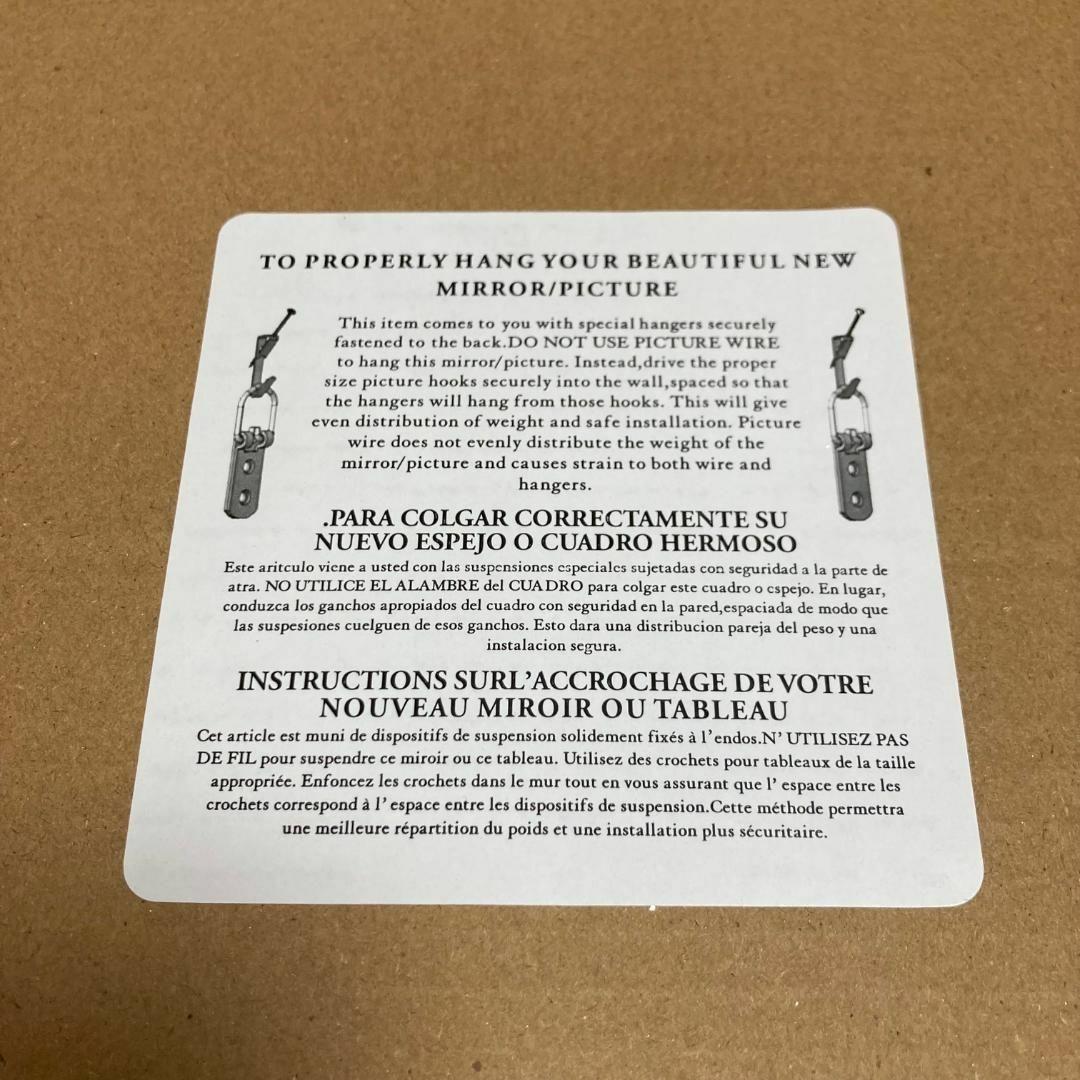 TO PROPERLY HANG YOUR BEAUTIFUL NEW
MIRROR/PICTURE
This item comes to you with special hangers securely
fastened to the back.DO NOT USE PICTURE WIRE
to hang this mirror/picture. Instead,drive the proper
size picture hooks securely into the wall,spaced so that
the hangers will hang from those hooks. This will give
even distribution of weight and safe installation. Picture
wire does not evenly distribute the weight of the
mirror/picture and causes strain to both wire and
hangers.
.PARA COLGAR CORRECTAMENTE SU
NUEVO ESPEJO O CUADRO HERMOSO
Este aritculo viene a usted con las suspensiones especiales sujetadas con seguridad a la parte de
atra. NO UTILICE EL ALAMBRE del CUADRO para colgar este cuadro o espejo. En lugar,
conduzca los ganchos apropiados del cuadro con seguridad en la pared,espaciada de modo que
las suspesiones cuelguen de esos ganchos. Esto dara una distribucion pareja del peso y una
instalacion segura.
INSTRUCTIONS SURL'ACCROCHAGE DE VOTRE
NOUVEAU MIROIR OU TABLEAU
Cet article est muni de dispositifs de suspension solidement fixés à l'endos.N' UTILISEZ PAS
DE FIL pour suspendre ce miroir ou ce tableau. Utilisez des crochets pour tableaux de la taille
appropriée. Enfoncez les crochets dans le mur tout en vous assurant que l' espace entre les
crochets correspond à l' espace entre les dispositifs de suspension.Cette méthode permettra
une meilleure répartition du poids et une installation plus sécuritaire.